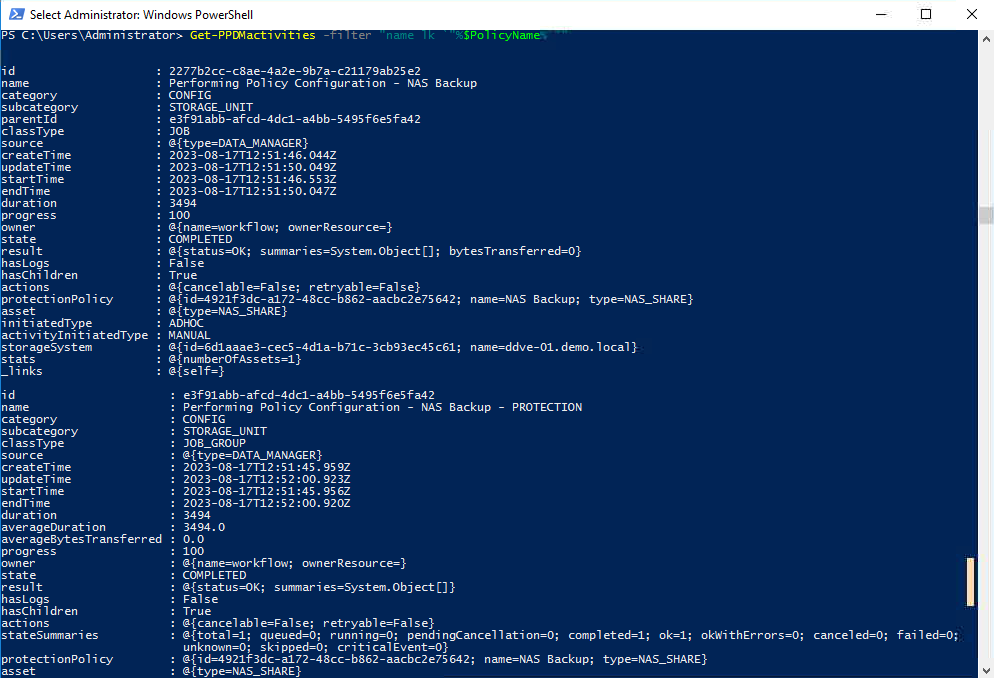 Select Administrator: Windows PowerShell
PS C:\Users\Administrator> Get-PPDMactivities -filter "name lk `"%$PolicyName%`""
id : 2277b2cc-c8ae-4a2e-9b7a-c21179ab25e2
name : Performing Policy Configuration - NAS Backup
category : CONFIG
subcategory : STORAGE_UNIT
parentId : e3f91abb-afcd-4dc1-a4bb-5495f6e5fa42
classType : JOB
source : @{type=DATA_MANAGER}
createTime : 2023-08-17T12:51:46.044Z
updateTime : 2023-08-17T12:51:50.049Z
startTime : 2023-08-17T12:51:46.553Z
endTime : 2023-08-17T12:51:50.047Z
duration : 3494
progress : 100
owner : @{name=workflow; ownerResource=}
state : COMPLETED
result : @{status=OK; summaries=System.Object[]; bytesTransferred=0}
hasLogs : False
hasChildren : True
actions : @{cancelable=False; retryable=False}
protectionPolicy : @{id=4921f3dc-a172-48cc-b862-aacbc2e75642; name=NAS Backup; type=NAS_SHARE}
asset : @{type=NAS_SHARE}
initiatedType : ADHOC
activityInitiatedType : MANUAL
storageSystem : @{id=6d1aaae3-cec5-4d1a-b71c-3cb93ec45c61; name=ddve-01.demo.local}
stats : @{numberOfAssets=1}
_links : @{self=}
id : e3f91abb-afcd-4dc1-a4bb-5495f6e5fa42
name : Performing Policy Configuration - NAS Backup - PROTECTION
category : CONFIG
subcategory : STORAGE_UNIT
classType : JOB_GROUP
source : @{type=DATA_MANAGER}
createTime : 2023-08-17T12:51:45.959Z
updateTime : 2023-08-17T12:52:00.923Z
startTime : 2023-08-17T12:51:45.956Z
endTime : 2023-08-17T12:52:00.920Z
duration : 3494
averageDuration : 3494.0
averageBytesTransferred : 0.0
progress : 100
owner : @{name=workflow; ownerResource=}
state : COMPLETED
result : @{status=OK; summaries=System.Object[]}
hasLogs : False
hasChildren : True
actions : @{cancelable=False; retryable=False}
stateSummaries : @{total=1; queued=0; running=0; pendingCancellation=0; completed=1; ok=1; okWithErrors=0; canceled=0; failed=0;
unknown=0; skipped=0; criticalEvent=0}
protectionPolicy : @{id=4921f3dc-a172-48cc-b862-aacbc2e75642; name=NAS Backup; type=NAS_SHARE}
asset : @{type=NAS_SHARE}